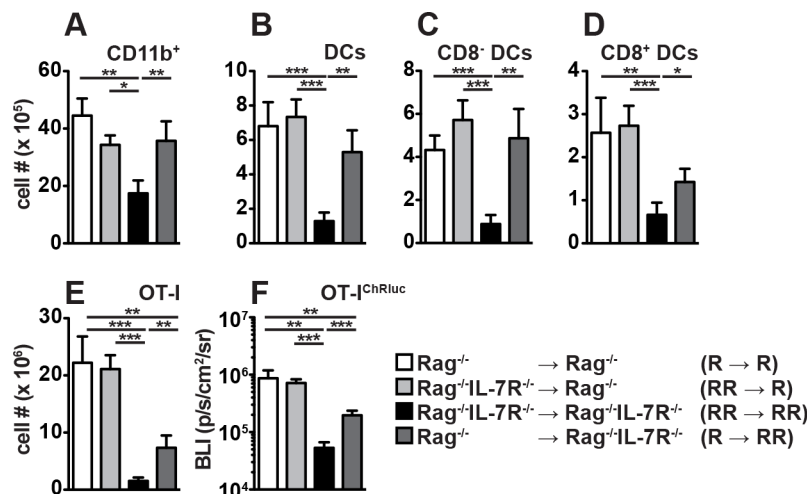 A
CD11b⁺
** **
*
60
40
20
0
cell # (x 10⁵)
B
DCs
*** **
***
10
8
6
4
2
0
C
CD8⁻ DCs
*** **
***
8
6
4
2
0
D
CD8⁺ DCs
** *
***
4
3
2
1
0
E
OT-I
**
*** **
***
30
20
10
0
cell # (x 10⁶)
F
OT-I^ChRluc
**
** ***
***
10⁷
10⁶
10⁵
10⁴
BLI (p/s/cm²/sr)
Rag⁻/⁻ → Rag⁻/⁻ (R → R)
Rag⁻/⁻IL-7R⁻/⁻ → Rag⁻/⁻ (RR → R)
Rag⁻/⁻IL-7R⁻/⁻ → Rag⁻/⁻IL-7R⁻/⁻ (RR → RR)
Rag⁻/⁻ → Rag⁻/⁻IL-7R⁻/⁻ (R → RR)